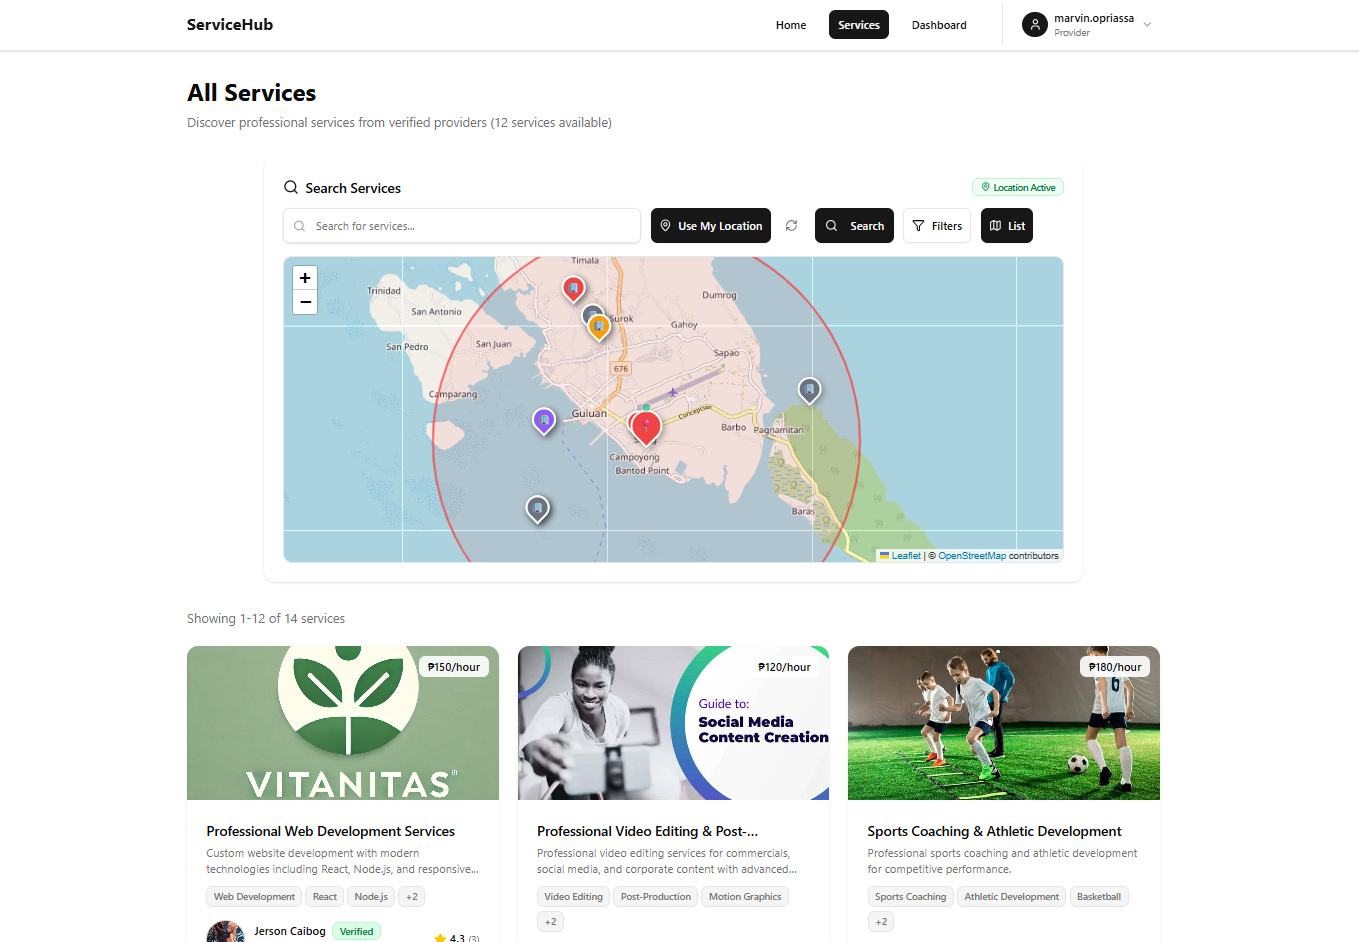 ServiceHub
Home
Services
Dashboard
marvin.opriassa
Provider
All Services
Discover professional services from verified providers (12 services available)
Search Services
Location Active
Search for services...
Use My Location
Search
Filters
List
+
−
Timala
Trinidad
Dumrog
San Antonio
Surok
Gahoy
San Pedro
San Juan
Sapao
676
Camparang
Guiuan
Concepcion
Barbo
Pagnamitan
Campoyong
Bantod Point
Baras
Leaflet | © OpenStreetMap contributors
Showing 1-12 of 14 services
₱150/hour
VITANITAS®
Professional Web Development Services
Custom website development with modern
technologies including React, Node.js, and responsive...
Web Development
React
Node.js
+2
Jerson Caibog
Verified
4.3 (3)
₱120/hour
Guide to:
Social Media
Content Creation
Professional Video Editing & Post-...
Professional video editing services for commercials,
social media, and corporate content with advanced...
Video Editing
Post-Production
Motion Graphics
+2
₱180/hour
6
Sports Coaching & Athletic Development
Professional sports coaching and athletic development
for competitive performance.
Sports Coaching
Athletic Development
Basketball
+2